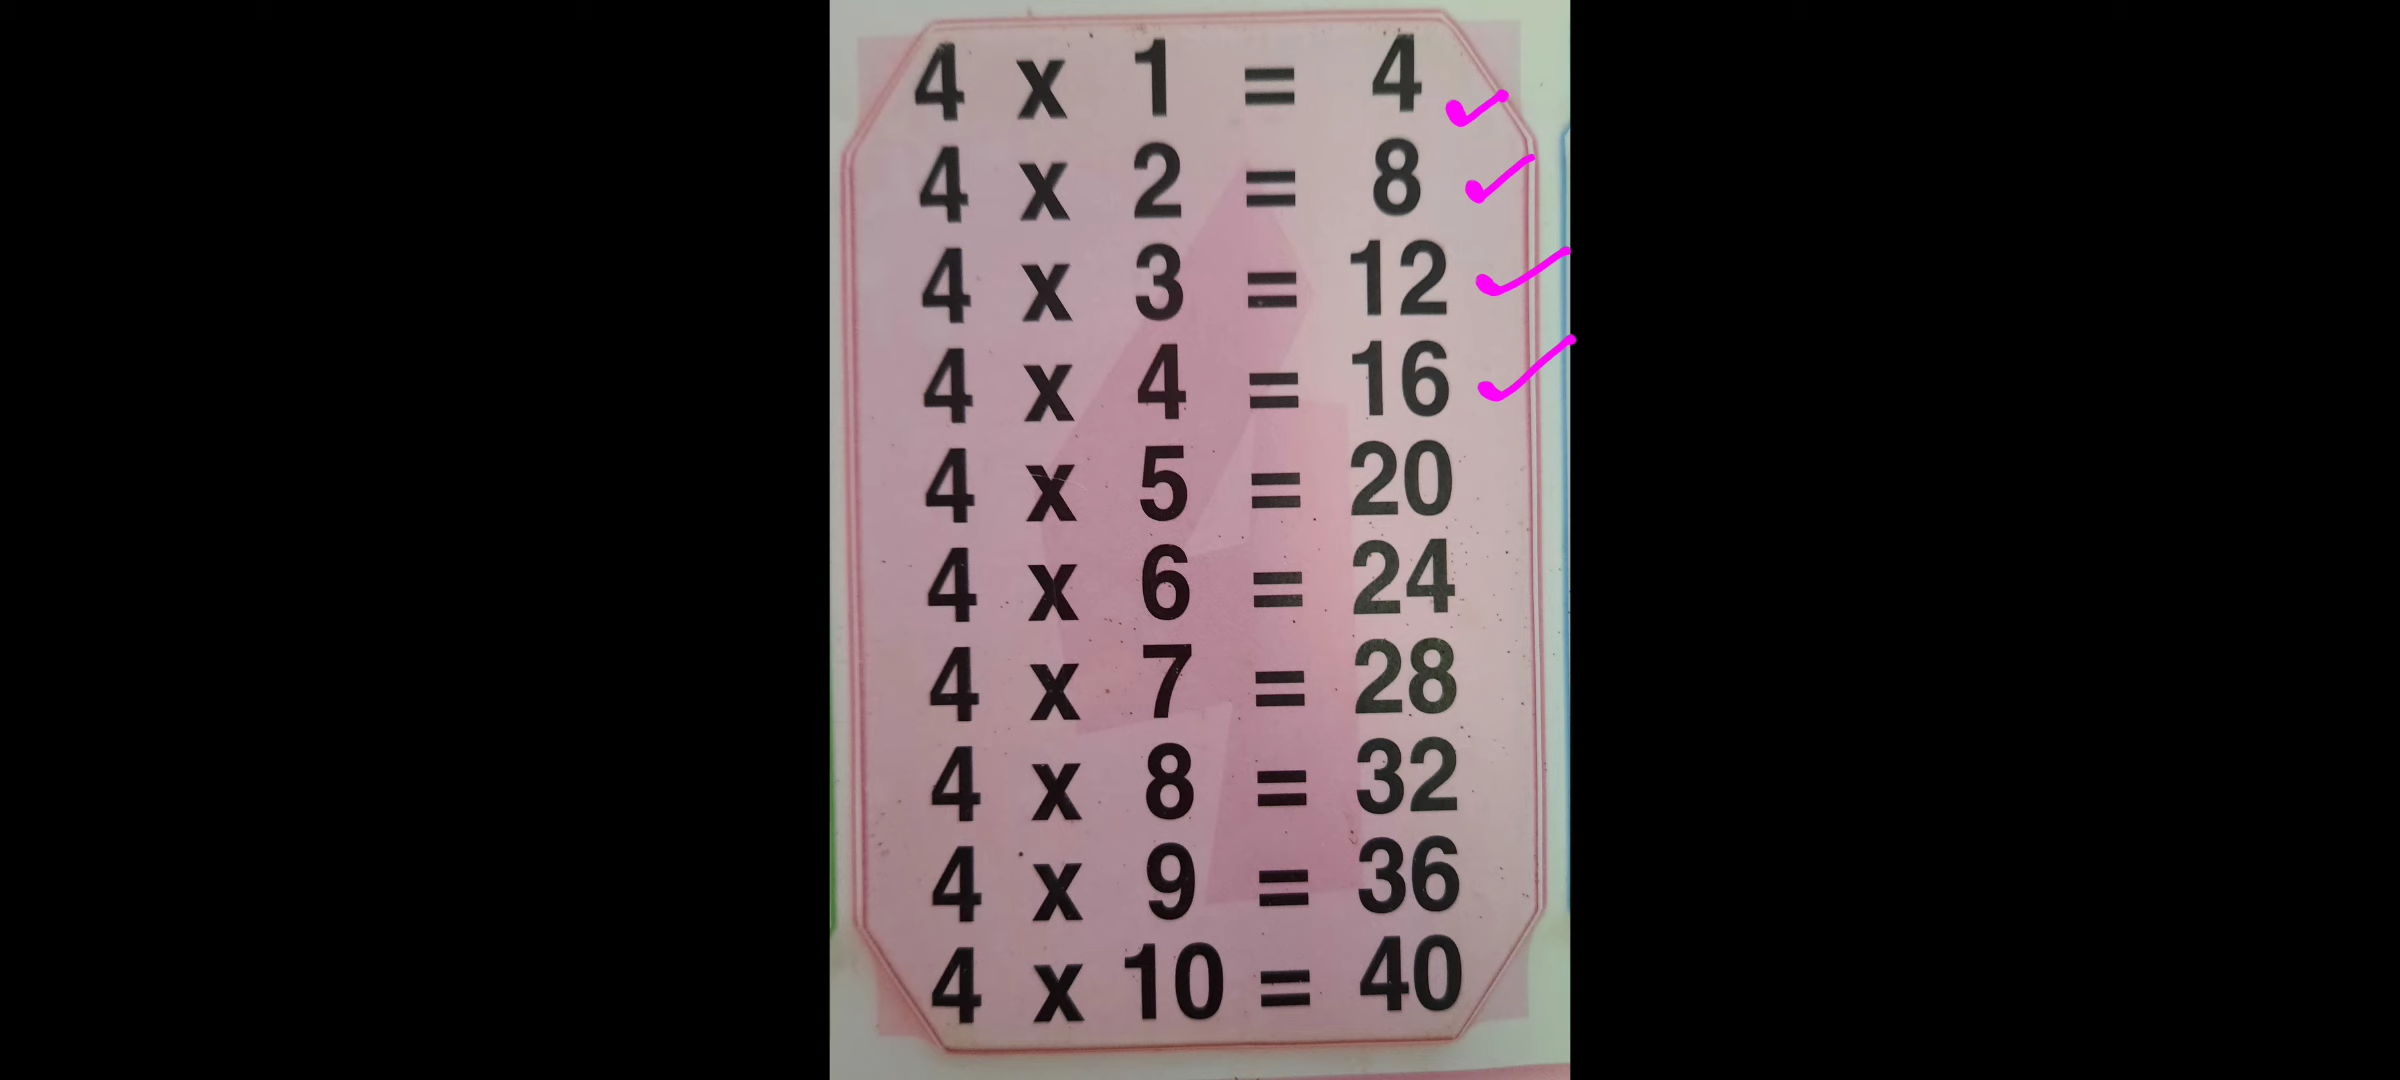 4 x 1 = 4
4 x 2 = 8
4 x 3 = 12
4 x 4 = 16
4 x 5 = 20
4 x 6 = 24
4 x 7 = 28
4 x 8 = 32
4 x 9 = 36
4 x 10 = 40